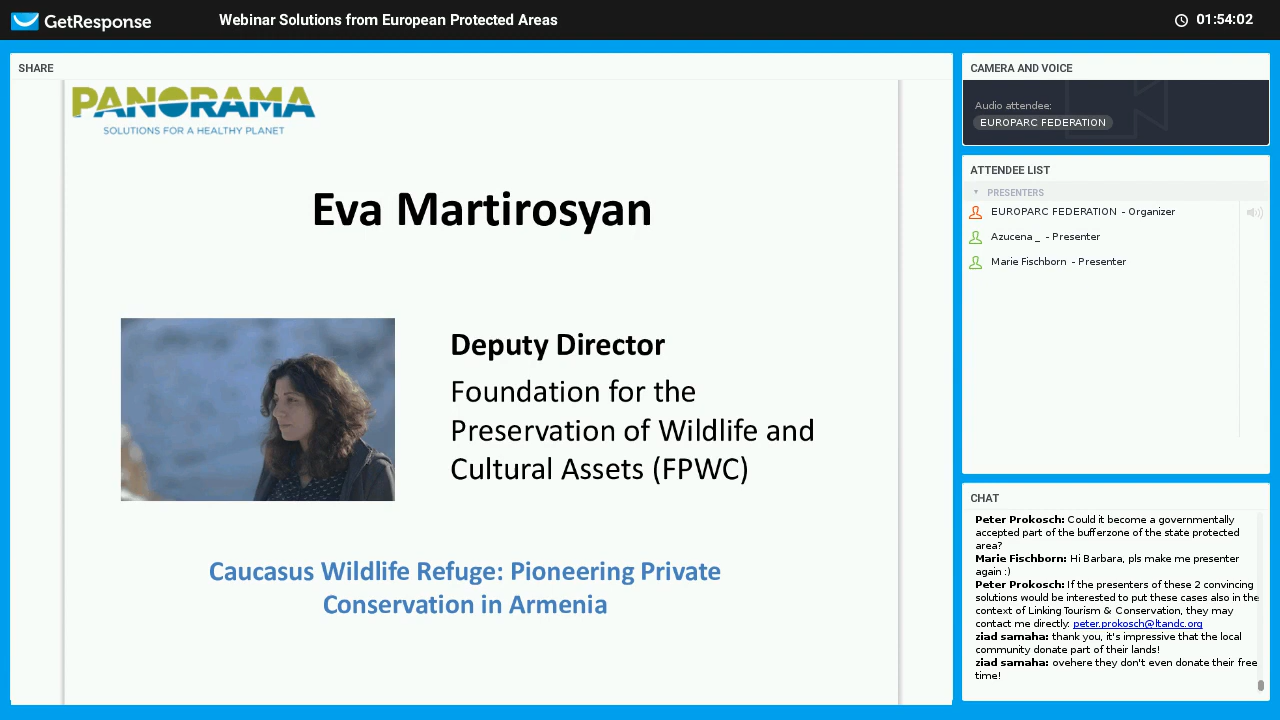 GetResponse
Webinar Solutions from European Protected Areas
01:54:02
SHARE
PANORAMA
SOLUTIONS FOR A HEALTHY PLANET
Eva Martirosyan
Deputy Director
Foundation for the
Preservation of Wildlife and
Cultural Assets (FPWC)
Caucasus Wildlife Refuge: Pioneering Private
Conservation in Armenia
CAMERA AND VOICE
Audio attendee:
EUROPARC FEDERATION
ATTENDEE LIST
PRESENTERS
EUROPARC FEDERATION - Organizer
Azucena _ - Presenter
Marie Fischborn - Presenter
CHAT
Peter Prokosch: Could it become a governmentally
accepted part of the bufferzone of the state protected
area?
Marie Fischborn: Hi Barbara, pls make me presenter
again :)
Peter Prokosch: If the presenters of these 2 convincing
solutions would be interested to put these cases also in the
context of Linking Tourism & Conservation, they may
contact me directly: peter.prokosch@ltandc.org
ziad samaha: thank you, it's impressive that the local
community donate part of their lands!
ziad samaha: ovehere they don't even donate their free
time!